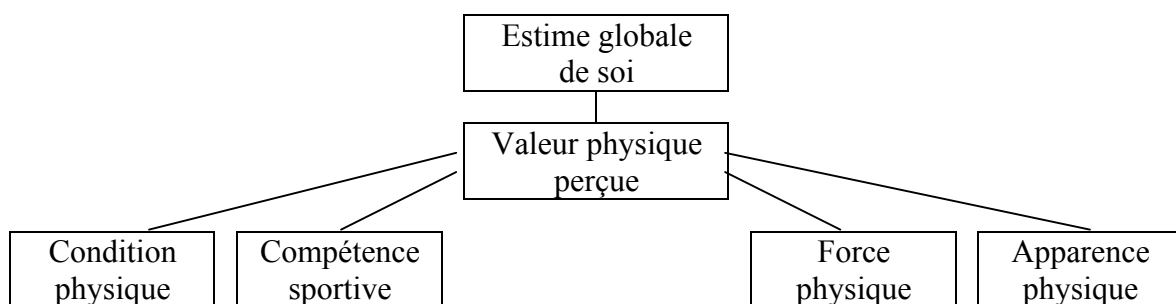 Estime globale
de soi
Valeur physique
perçue
Condition
physique
Compétence
sportive
Force
physique
Apparence
physique